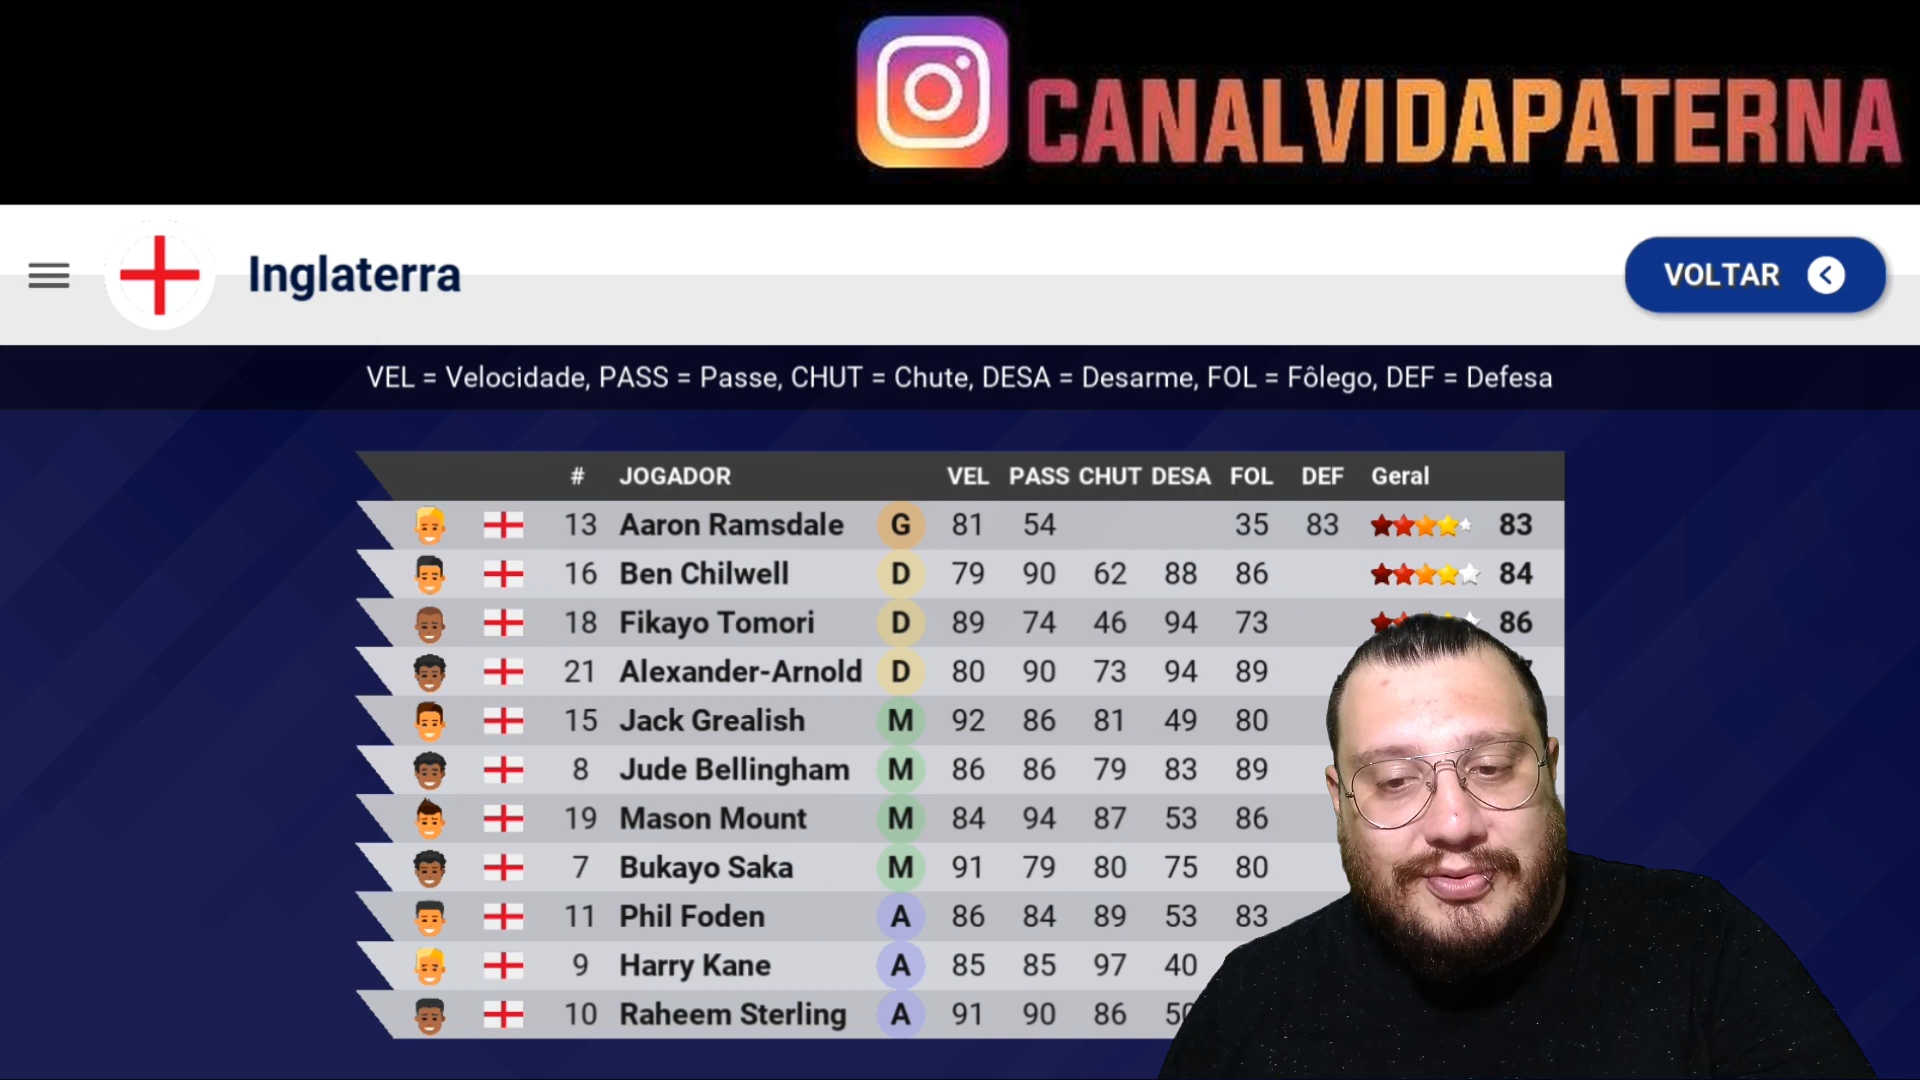 CANALVIDAPATERNA
Inglaterra
VOLTAR
VEL = Velocidade, PASS = Passe, CHUT = Chute, DESA = Desarme, FOL = Fôlego, DEF = Defesa
# JOGADOR VEL PASS CHUT DESA FOL DEF Geral
13 Aaron Ramsdale G 81 54 35 83 83
16 Ben Chilwell D 79 90 62 88 86 84
18 Fikayo Tomori D 89 74 46 94 73 86
21 Alexander-Arnold D 80 90 73 94 89
15 Jack Grealish M 92 86 81 49 80
8 Jude Bellingham M 86 86 79 83 89
19 Mason Mount M 84 94 87 53 86
7 Bukayo Saka M 91 79 80 75 80
11 Phil Foden A 86 84 89 53 83
9 Harry Kane A 85 85 97 40
10 Raheem Sterling A 91 90 86